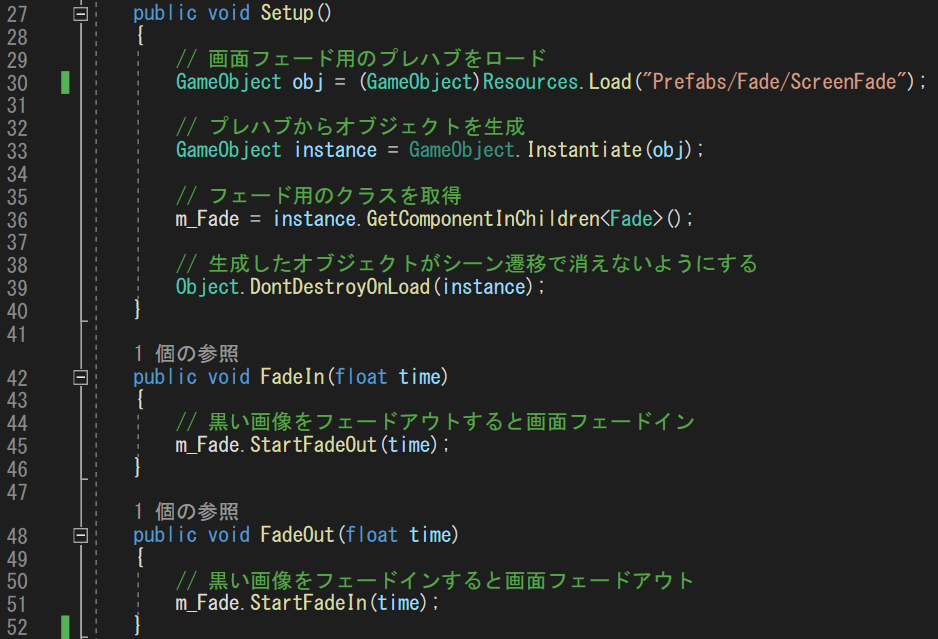 27 public void Setup()
28 {
29 // 画面フェード用のプレハブをロード
30 GameObject obj = (GameObject)Resources.Load("Prefabs/Fade/ScreenFade");
31
32 // プレハブからオブジェクトを生成
33 GameObject instance = GameObject.Instantiate(obj);
34
35 // フェード用のクラスを取得
36 m_Fade = instance.GetComponentInChildren<Fade>();
37
38 // 生成したオブジェクトがシーン遷移で消えないようにする
39 Object.DontDestroyOnLoad(instance);
40 }
41
1 個の参照
42 public void FadeIn(float time)
43 {
44 // 黒い画像をフェードアウトすると画面フェードイン
45 m_Fade.StartFadeOut(time);
46 }
47
1 個の参照
48 public void FadeOut(float time)
49 {
50 // 黒い画像をフェードインすると画面フェードアウト
51 m_Fade.StartFadeIn(time);
52 }